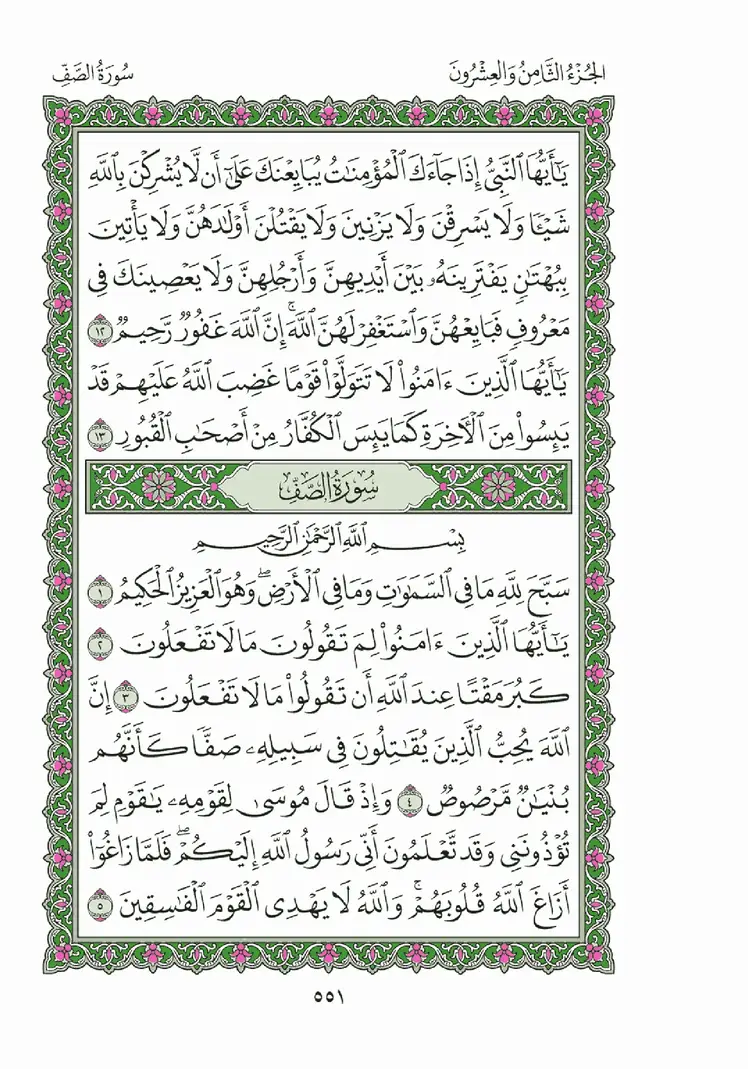 الجُزْءُ الثَّامِنُ وَالعِشْرُونَ
سُورَةُ الصَّفِّ
يَٰٓأَيُّهَا ٱلنَّبِيُّ إِذَا جَآءَكَ ٱلْمُؤْمِنَٰتُ يُبَايِعْنَكَ عَلَىٰٓ أَن لَّا يُشْرِكْنَ بِٱللَّهِ
شَيْـًٔا وَلَا يَسْرِقْنَ وَلَا يَزْنِينَ وَلَا يَقْتُلْنَ أَوْلَٰدَهُنَّ وَلَا يَأْتِينَ
بِبُهْتَٰنٍ يَفْتَرِينَهُۥ بَيْنَ أَيْدِيهِنَّ وَأَرْجُلِهِنَّ وَلَا يَعْصِينَكَ فِى
مَعْرُوفٍ فَبَايِعْهُنَّ وَٱسْتَغْفِرْ لَهُنَّ ٱللَّهَ ۚ إِنَّ ٱللَّهَ غَفُورٌ رَّحِيمٌ ١٢
يَٰٓأَيُّهَا ٱلَّذِينَ ءَامَنُوا۟ لَا تَتَوَلَّوْا۟ قَوْمًا غَضِبَ ٱللَّهُ عَلَيْهِمْ قَدْ
يَئِسُوا۟ مِنَ ٱلْءَاخِرَةِ كَمَا يَئِسَ ٱلْكُفَّارُ مِنْ أَصْحَٰبِ ٱلْقُبُورِ ١٣
سُورَةُ الصَّفِّ
بِسْمِ ٱللَّهِ ٱلرَّحْمَٰنِ ٱلرَّحِيمِ
سَبَّحَ لِلَّهِ مَا فِى ٱلسَّمَٰوَٰتِ وَمَا فِى ٱلْأَرْضِ ۖ وَهُوَ ٱلْعَزِيزُ ٱلْحَكِيمُ ١
يَٰٓأَيُّهَا ٱلَّذِينَ ءَامَنُوا۟ لِمَ تَقُولُونَ مَا لَا تَفْعَلُونَ ٢
كَبُرَ مَقْتًا عِندَ ٱللَّهِ أَن تَقُولُوا۟ مَا لَا تَفْعَلُونَ ٣ إِنَّ
ٱللَّهَ يُحِبُّ ٱلَّذِينَ يُقَٰتِلُونَ فِى سَبِيلِهِۦ صَفًّا كَأَنَّهُم
بُنْيَٰنٌ مَّرْصُوصٌ ٤ وَإِذْ قَالَ مُوسَىٰ لِقَوْمِهِۦ يَٰقَوْمِ لِمَ
تُؤْذُونَنِى وَقَد تَّعْلَمُونَ أَنِّى رَسُولُ ٱللَّهِ إِلَيْكُمْ ۖ فَلَمَّا زَاغُوٓا۟
أَزَاغَ ٱللَّهُ قُلُوبَهُمْ ۚ وَٱللَّهُ لَا يَهْدِى ٱلْقَوْمَ ٱلْفَٰسِقِينَ ٥
٥٥١